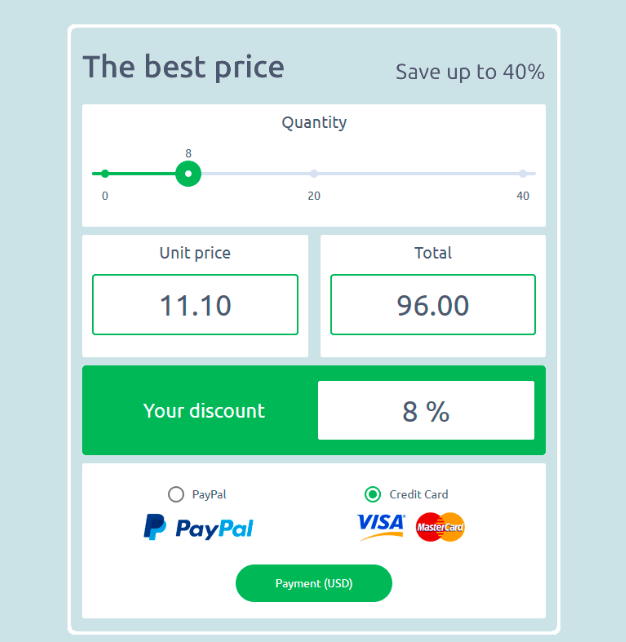 The best price
Save up to 40%
Quantity
8
0 20 40
Unit price
11.10
Total
96.00
Your discount
8 %
PayPal
PayPal
Credit Card
VISA
MasterCard
Payment (USD)